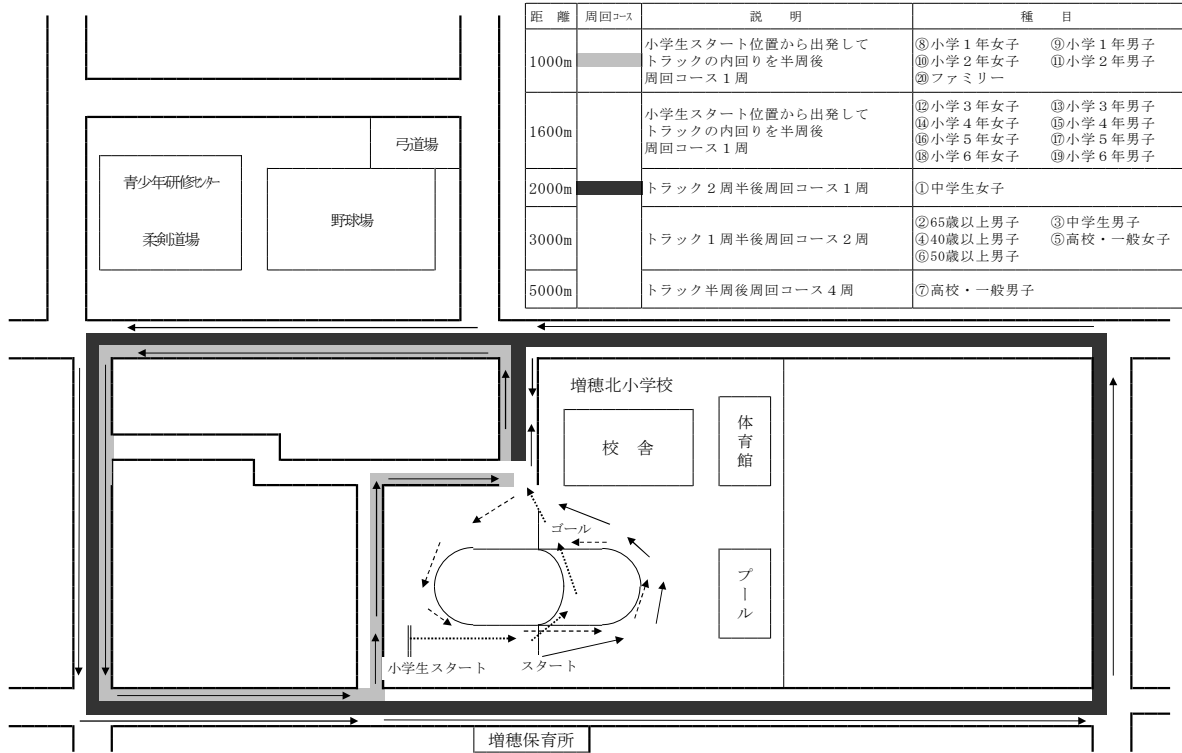 距　離　周回コース　説　明　種　目
1000m
小学生スタート位置から出発して
トラックの内回りを半周後
周回コース１周
⑧小学１年女子　⑨小学１年男子
⑩小学２年女子　⑪小学２年男子
⑳ファミリー
1600m
小学生スタート位置から出発して
トラックの内回りを半周後
周回コース１周
⑫小学３年女子　⑬小学３年男子
⑭小学４年女子　⑮小学４年男子
⑯小学５年女子　⑰小学５年男子
⑱小学６年女子　⑲小学６年男子
2000m　トラック２周半後周回コース１周　①中学生女子
3000m　トラック１周半後周回コース２周
②65歳以上男子　③中学生男子
④40歳以上男子　⑤高校・一般女子
⑥50歳以上男子
5000m　トラック半周後周回コース４周　⑦高校・一般男子
弓道場
青少年研修センター
柔剣道場
野球場
増穂北小学校
校　舎
体育館
ゴール
プール
小学生スタート
スタート
増穂保育所